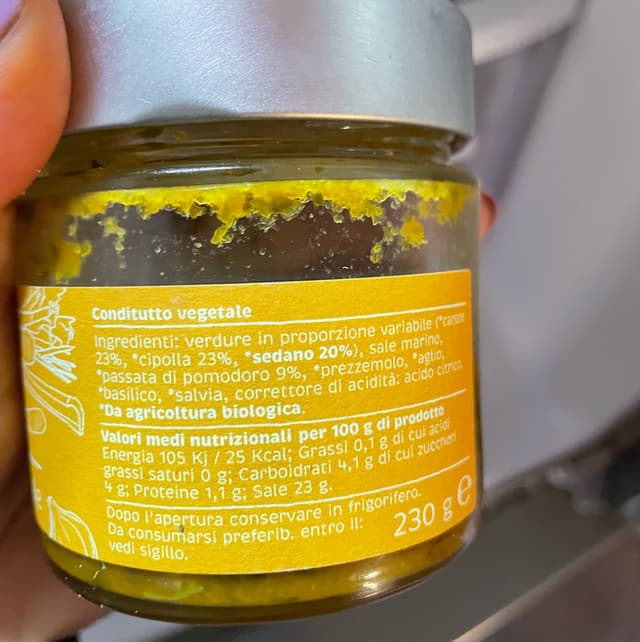 Conditutto vegetale
Ingredienti: verdure in proporzione variabile (*carote
23%, *cipolla 23%, *sedano 20%), sale marino,
*passata di pomodoro 9%, *prezzemolo, *aglio,
*basilico, *salvia, correttore di acidità: acido citrico.
*Da agricoltura biologica.
Valori medi nutrizionali per 100 g di prodotto
Energia 105 Kj / 25 Kcal; Grassi 0,1 g di cui acidi
grassi saturi 0 g; Carboidrati 4,1 g di cui zuccheri
4 g; Proteine 1,1 g; Sale 23 g.
Dopo l'apertura conservare in frigorifero.
Da consumarsi preferib. entro il:
vedi sigillo.
230 g e